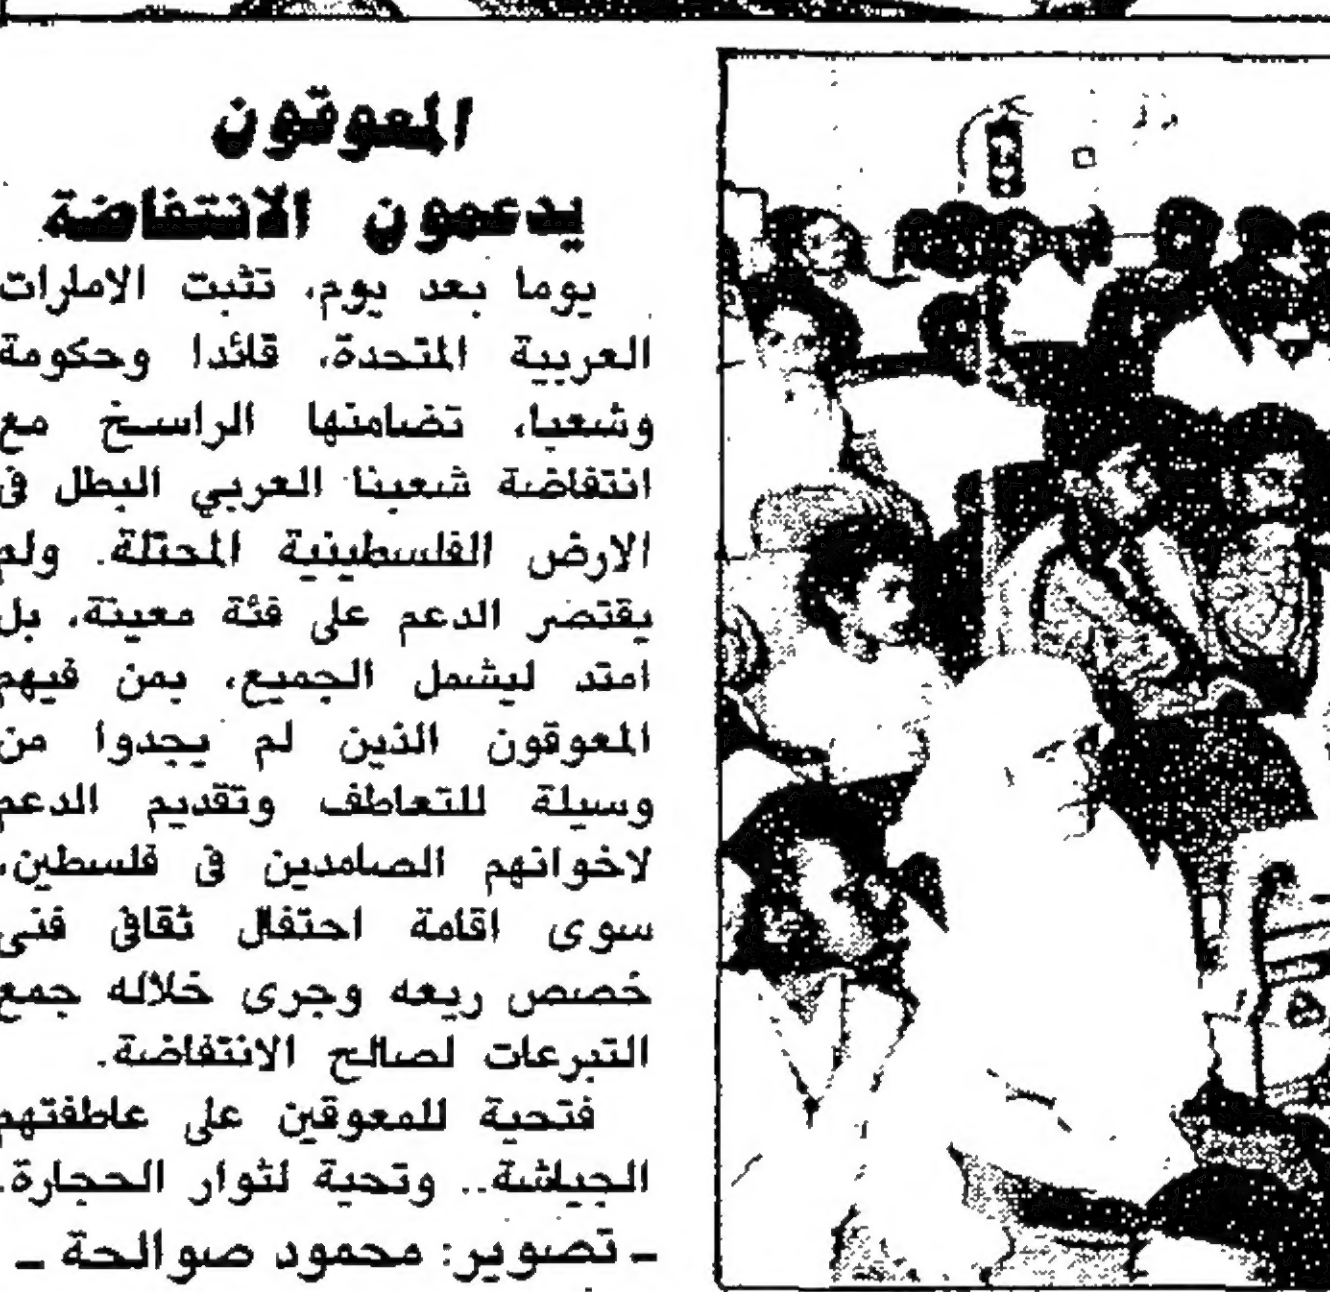 المعوقون
يدعمون الانتفاضة
يوما بعد يوم، تثبت الامارات
العربية المتحدة، قائدا وحكومة
وشعبا، تضامنها الراسخ مع
انتفاضة شعبنا العربي البطل في
الارض الفلسطينية المحتلة. ولم
يقتصر الدعم على فئة معينة، بل
امتد ليشمل الجميع، بمن فيهم
المعوقون الذين لم يجدوا من
وسيلة للتعاطف وتقديم الدعم
لاخوانهم الصامدين في فلسطين،
سوى اقامة احتفال ثقافي فني
خصص ريعه وجرى خلاله جمع
التبرعات لصالح الانتفاضة.
فتحية للمعوقين على عاطفتهم
الجياشة.. وتحية لثوار الحجارة.
ـ تصوير: محمود صوالحة ـ